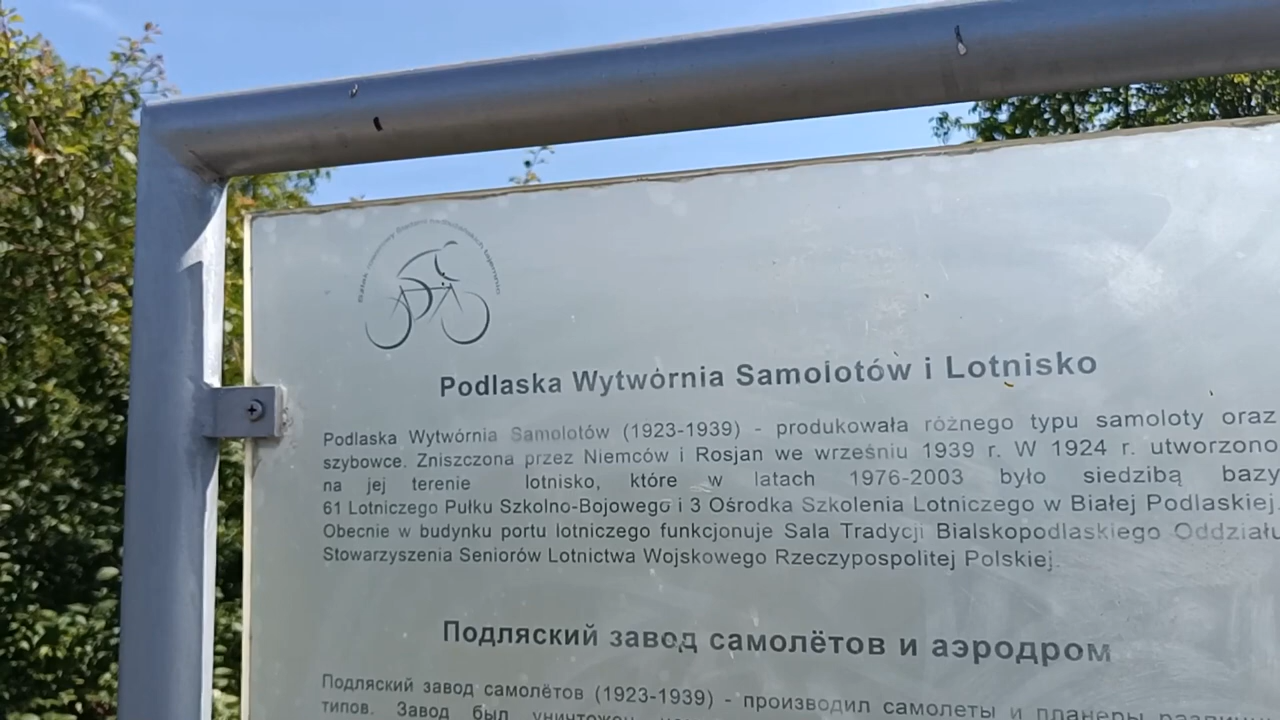 Podlaska Wytwórnia Samolotów i Lotnisko
Podlaska Wytwórnia Samolotów (1923-1939) - produkowała różnego typu samoloty oraz
szybowce. Zniszczona przez Niemców i Rosjan we wrześniu 1939 r. W 1924 r. utworzono
na jej terenie lotnisko, które w latach 1976-2003 było siedzibą bazy
61 Lotniczego Pułku Szkolno-Bojowego i 3 Ośrodka Szkolenia Lotniczego w Białej Podlaskiej.
Obecnie w budynku portu lotniczego funkcjonuje Sala Tradycji Bialskopodlaskiego Oddziału
Stowarzyszenia Seniorów Lotnictwa Wojskowego Rzeczypospolitej Polskiej.
Подляский завод самолётов и аэродром
Подляский завод самолётов (1923-1939) - производил самолеты и планеры
типов. Завод был уничтожен